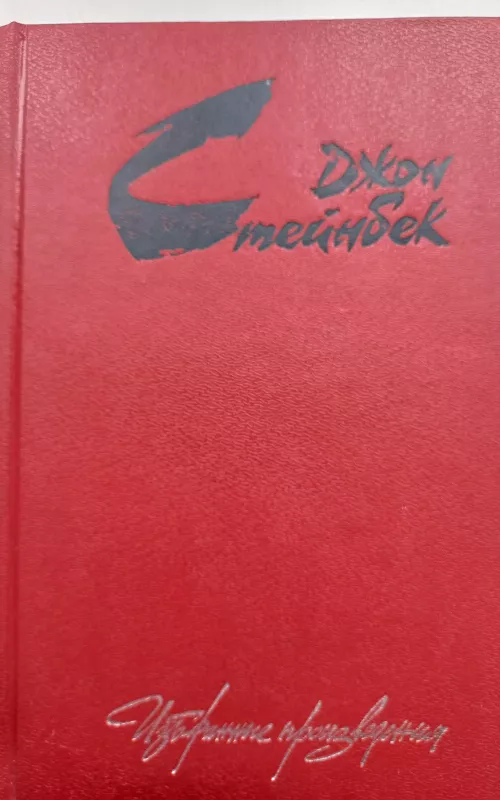 Джон
Стейнбек
Избранные произведения